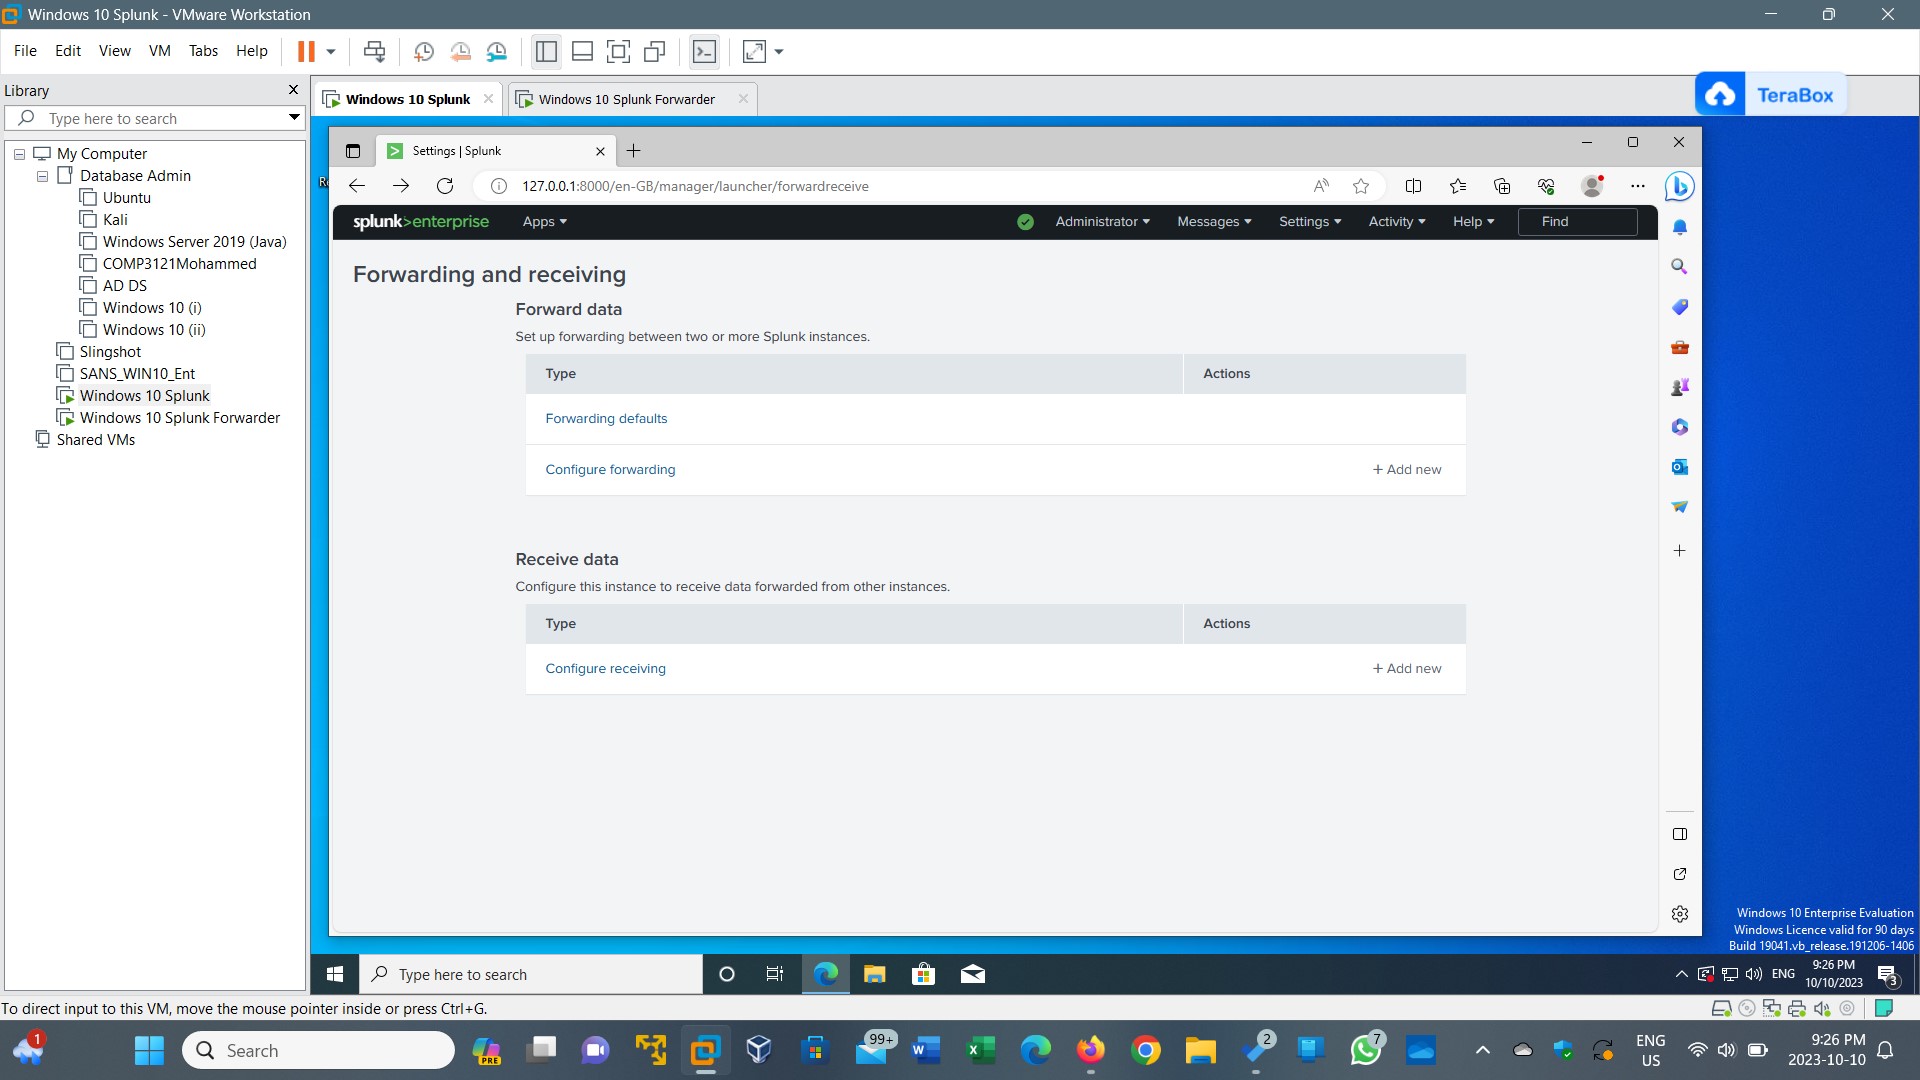 Windows 10 Splunk - VMware Workstation
File Edit View VM Tabs Help
Library
Type here to search
My Computer
Database Admin
Ubuntu
Kali
Windows Server 2019 (Java)
COMP3121Mohammed
AD DS
Windows 10 (i)
Windows 10 (ii)
Slingshot
SANS_WIN10_Ent
Windows 10 Splunk
Windows 10 Splunk Forwarder
Shared VMs
Windows 10 Splunk
Windows 10 Splunk Forwarder
TeraBox
Settings | Splunk
127.0.0.1:8000/en-GB/manager/launcher/forwardreceive
splunk>enterprise Apps Administrator Messages Settings Activity Help Find
Forwarding and receiving
Forward data
Set up forwarding between two or more Splunk instances.
Type Actions
Forwarding defaults
Configure forwarding + Add new
Receive data
Configure this instance to receive data forwarded from other instances.
Type Actions
Configure receiving + Add new
Windows 10 Enterprise Evaluation
Windows Licence valid for 90 days
Build 19041.vb_release.191206-1406
Type here to search
ENG
9:26 PM
10/10/2023
3
To direct input to this VM, move the mouse pointer inside or press Ctrl+G.
1
Search
PRE
99+
2
7
ENG
US
9:26 PM
2023-10-10